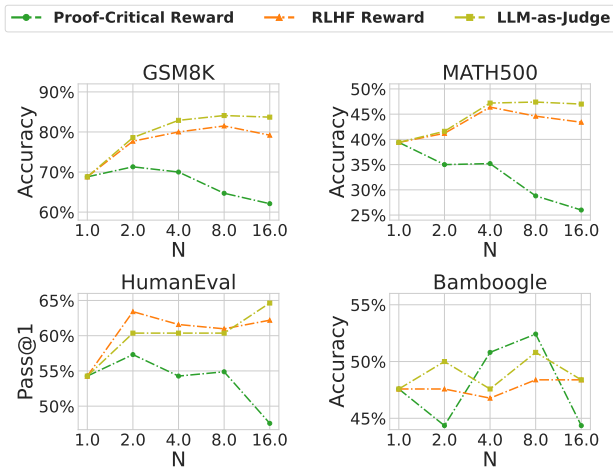 Proof-Critical Reward RLHF Reward LLM-as-Judge
GSM8K
90%
80%
70%
60%
Accuracy
1.0 2.0 4.0 8.0 16.0
N
MATH500
50%
45%
40%
35%
30%
25%
Accuracy
1.0 2.0 4.0 8.0 16.0
N
HumanEval
65%
60%
55%
50%
Pass@1
1.0 2.0 4.0 8.0 16.0
N
Bamboogle
55%
50%
45%
Accuracy
1.0 2.0 4.0 8.0 16.0
N